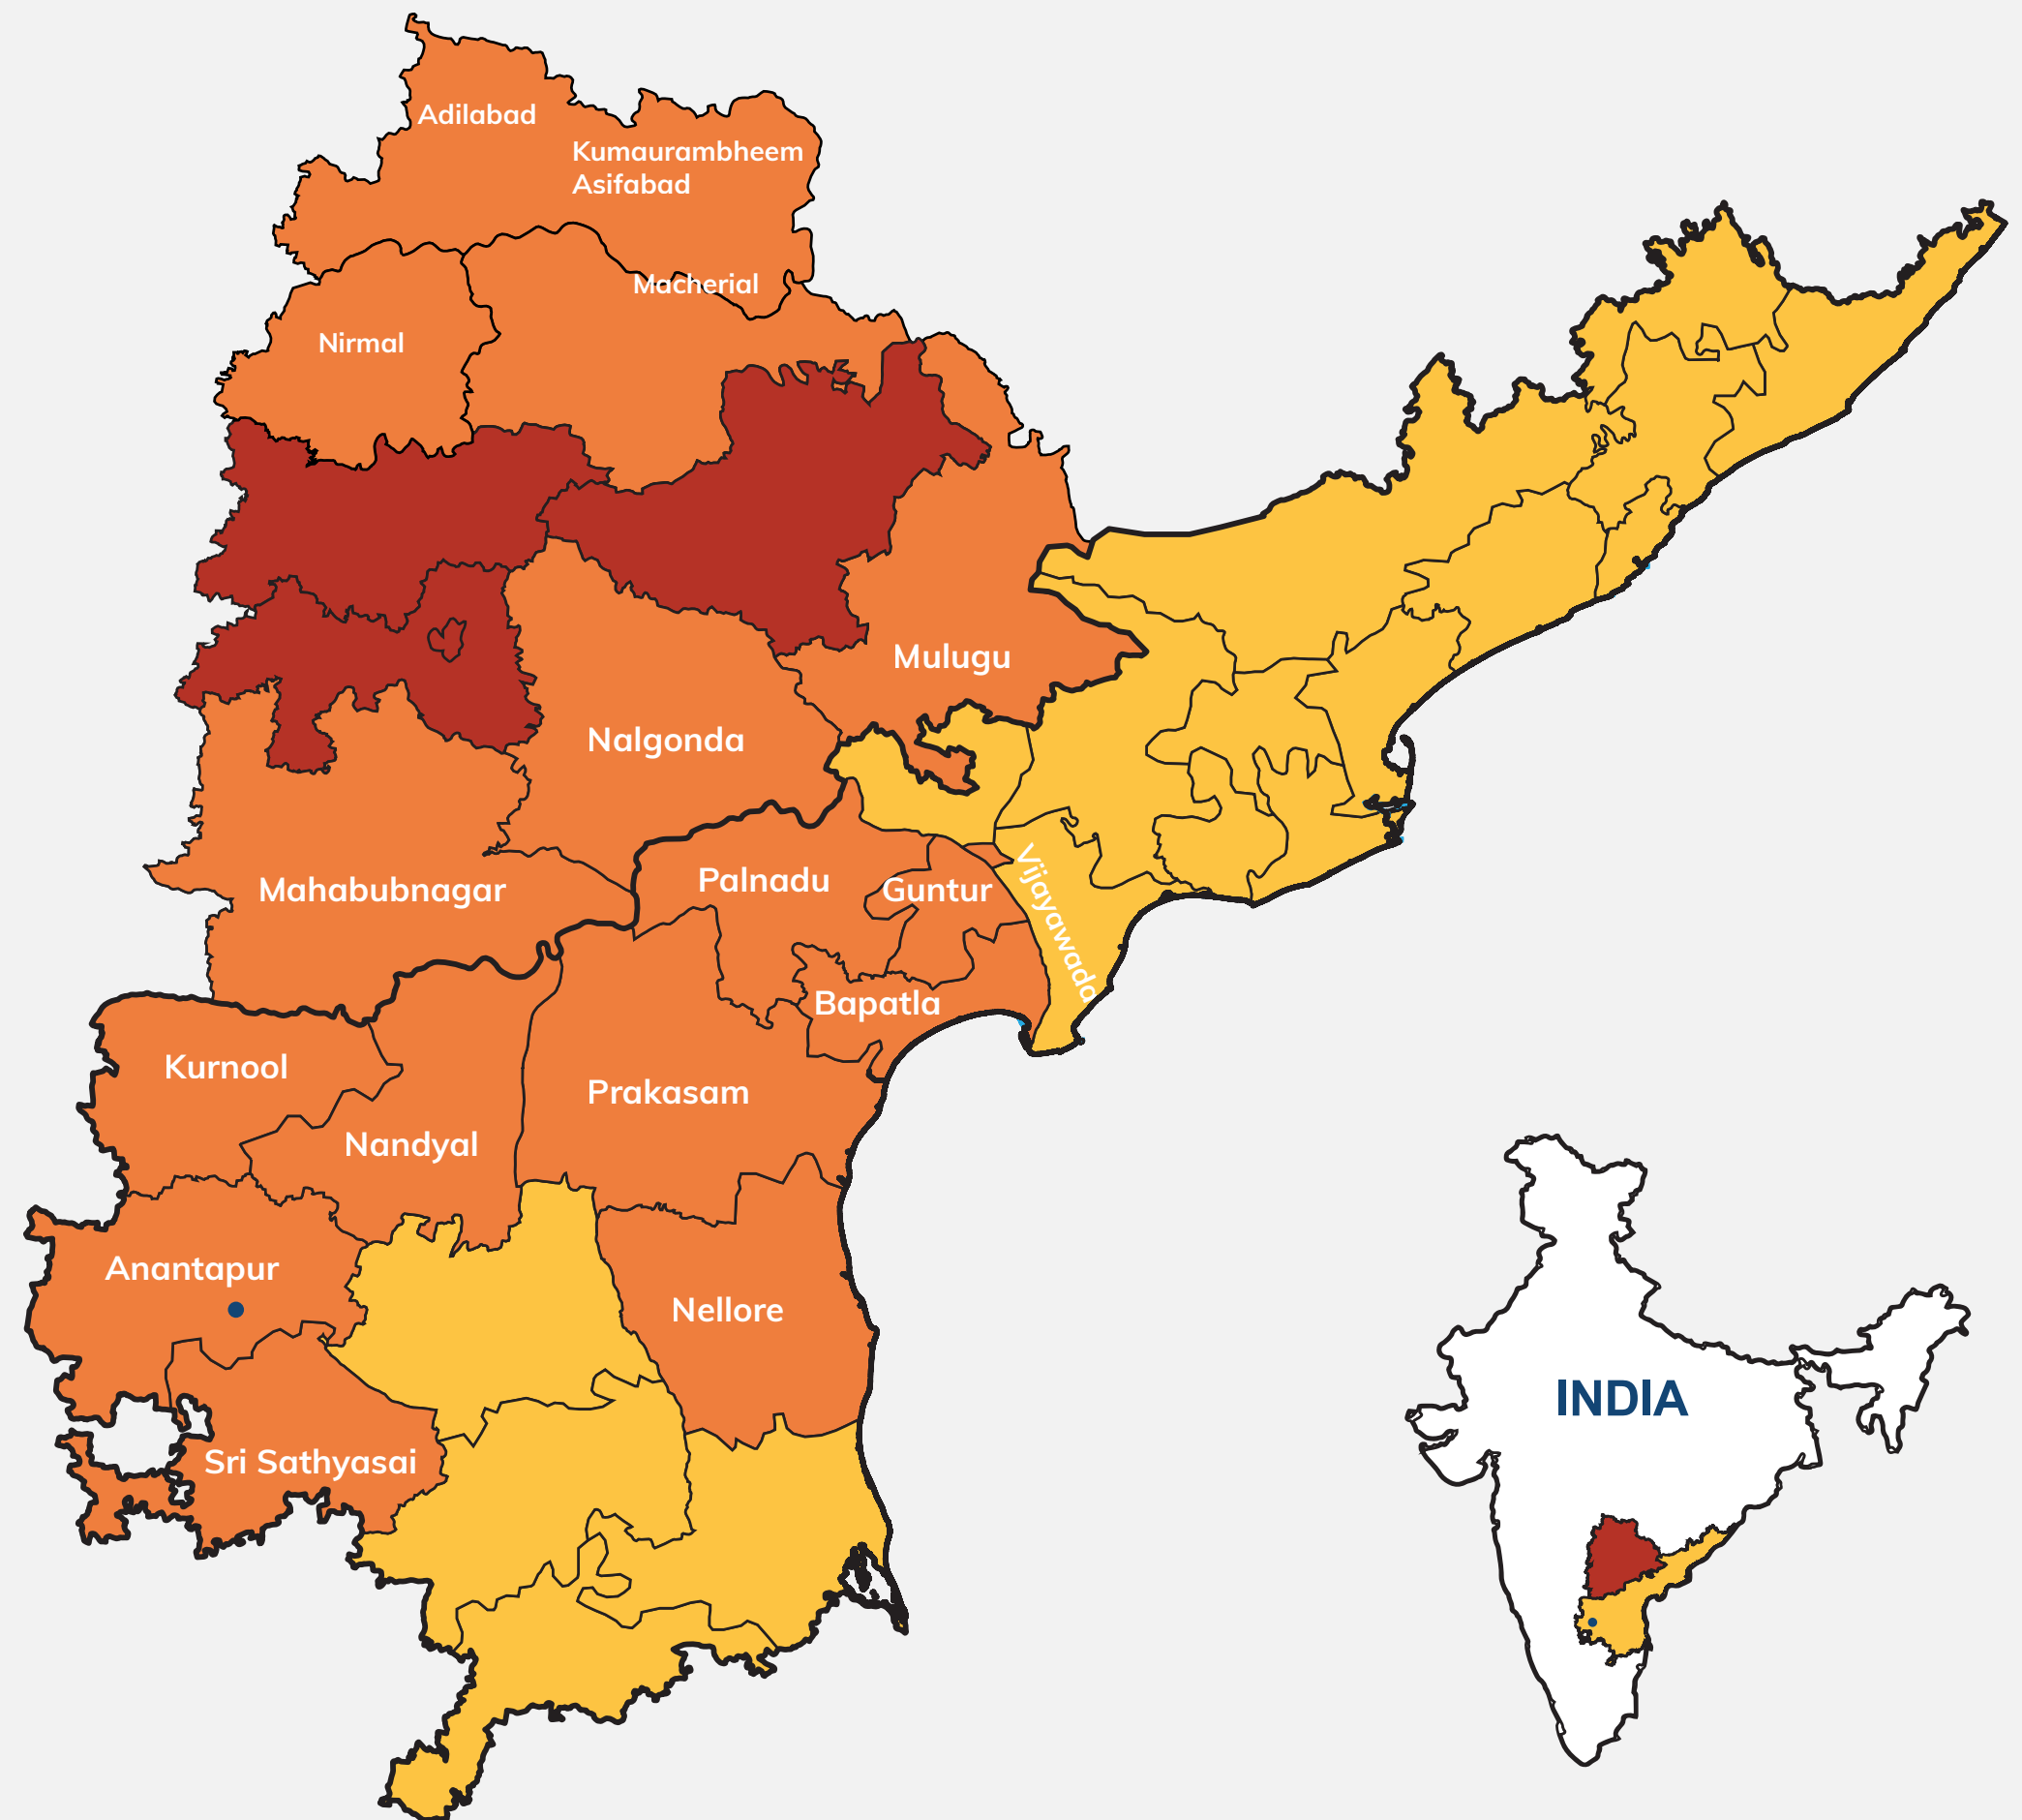 Adilabad
Kumaurambheem
Asifabad
Macherial
Nirmal
Mulugu
Nalgonda
Palnadu
Guntur
Vijayawada
Mahabubnagar
Bapatla
Kurnool
Prakasam
Nandyal
Anantapur
Nellore
INDIA
Sri Sathyasai